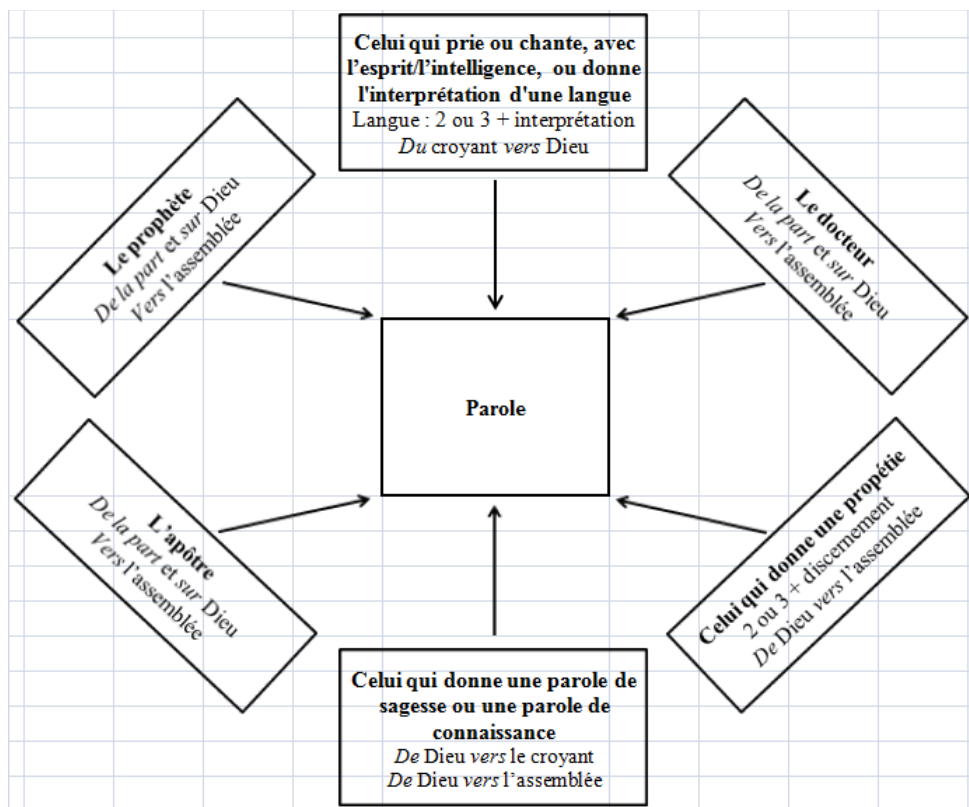 Celui qui prie ou chante, avec
l'esprit/l'intelligence, ou donne
l'interprétation d'une langue
Langue : 2 ou 3 + interprétation
Du croyant vers Dieu
Le prophète
De la part et sur Dieu
Vers l'assemblée
Le docteur
De la part et sur Dieu
Vers l'assemblée
Parole
L'apôtre
De la part et sur Dieu
Vers l'assemblée
Celui qui donne une propétie
2 ou 3 + discernement
De Dieu vers l'assemblée
Celui qui donne une parole de
sagesse ou une parole de
connaissance
De Dieu vers le croyant
De Dieu vers l'assemblée